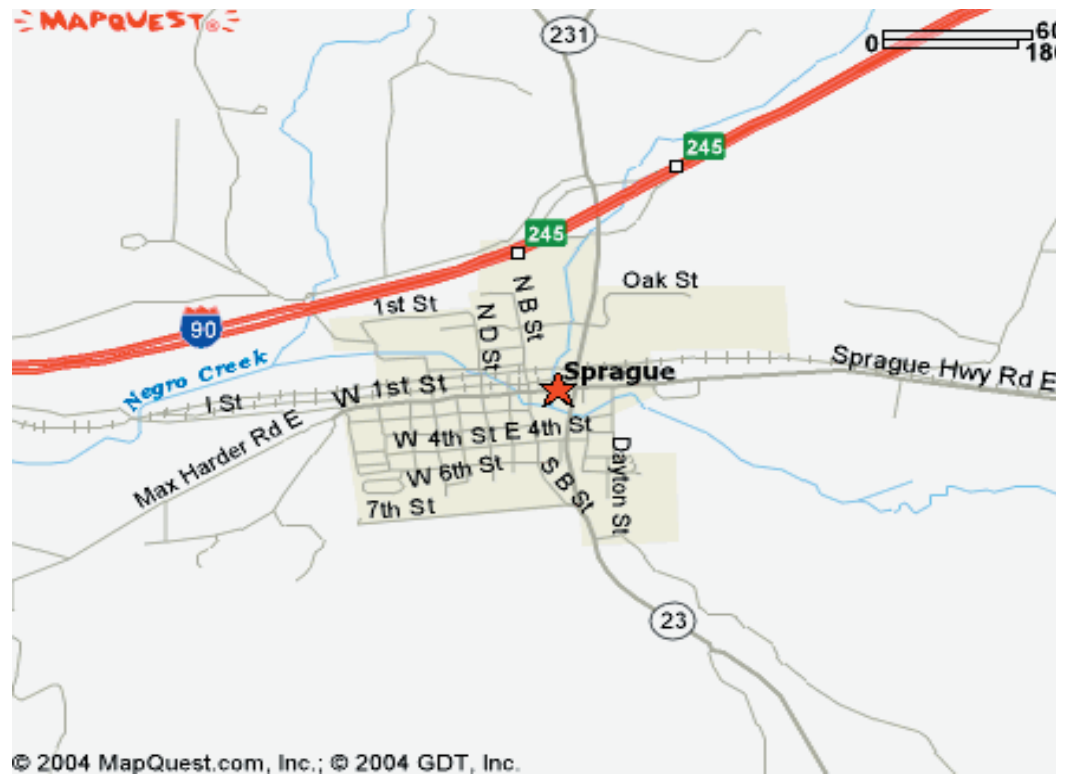 MAPQUEST®
231
0
60
180
245
245
Oak St
N B St
1st St
N D St
90
Negro Creek
Sprague
Sprague Hwy Rd E
W 1st St
I St
W 4th St
E 4th St
Max Harder Rd E
W 6th St
S B St
Dayton St
7th St
23
© 2004 MapQuest.com, Inc.; © 2004 GDT, Inc.